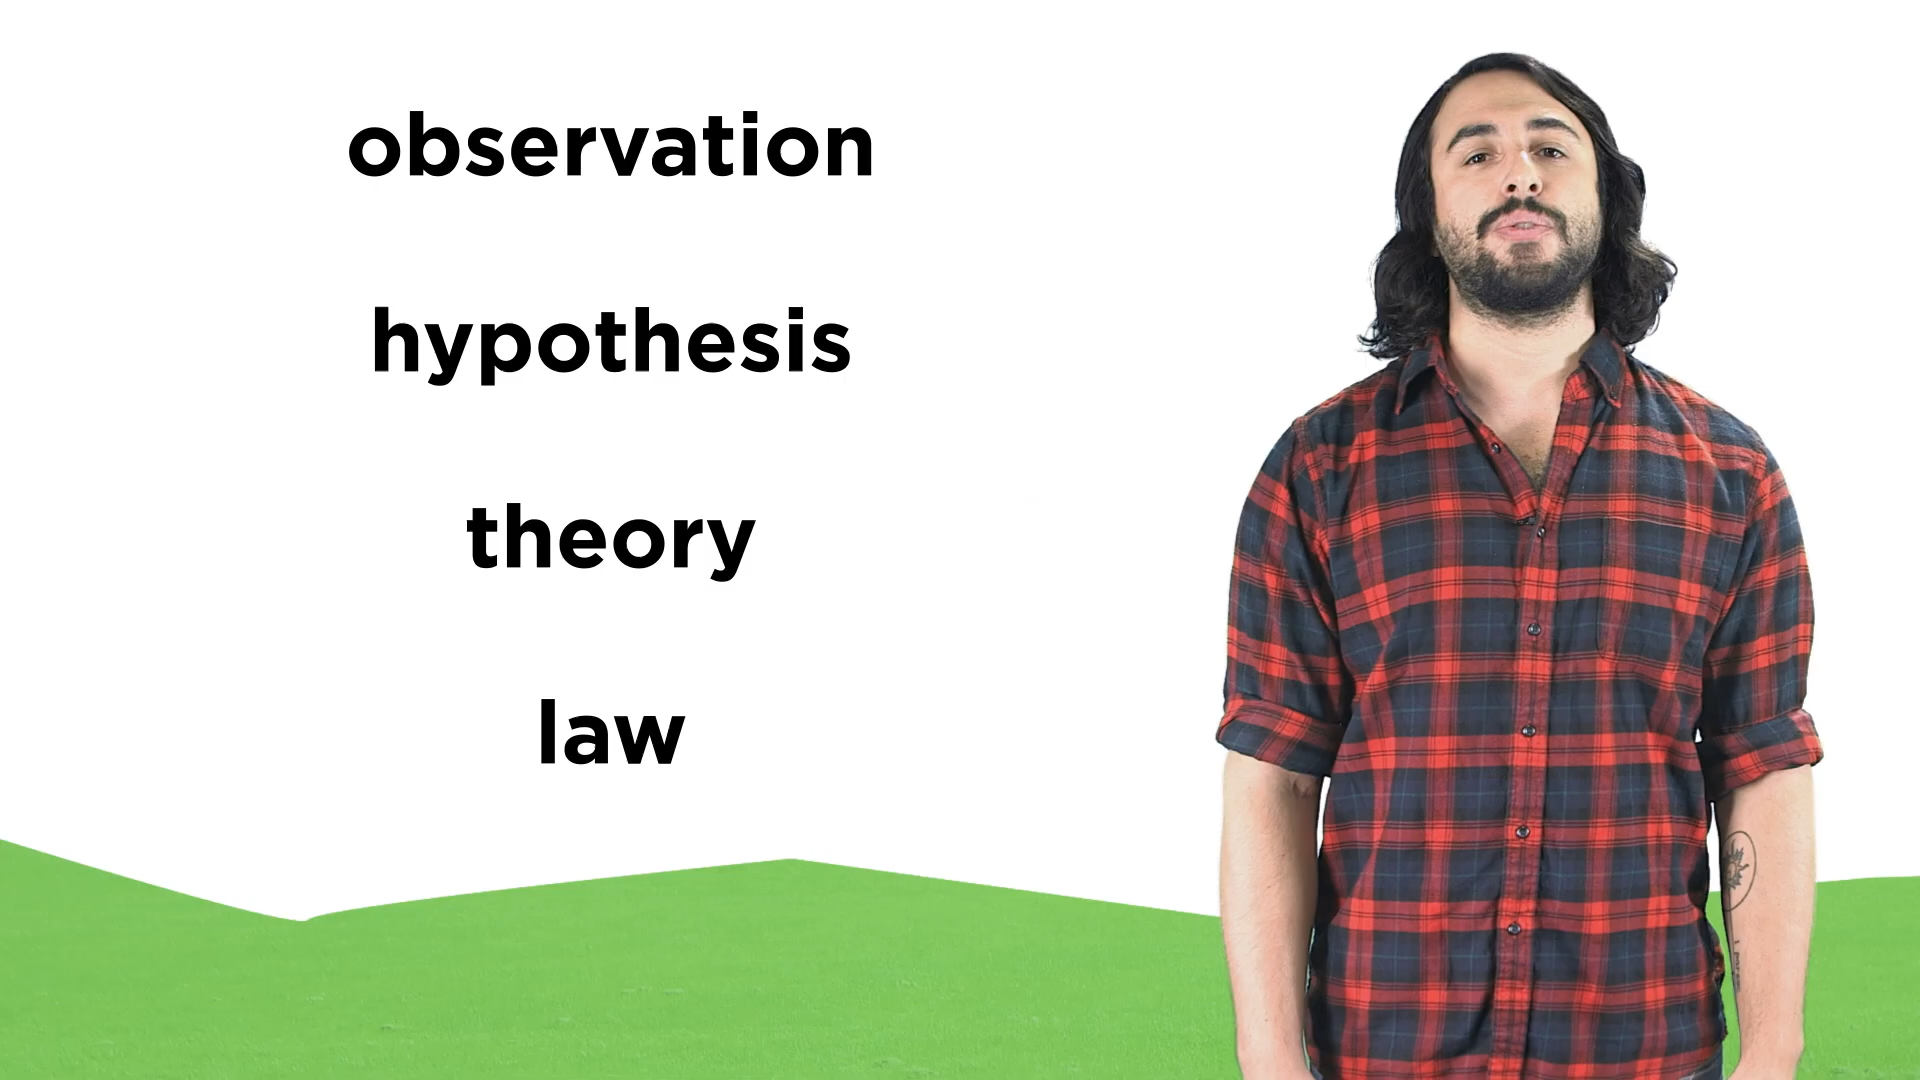 observation
hypothesis
theory
law